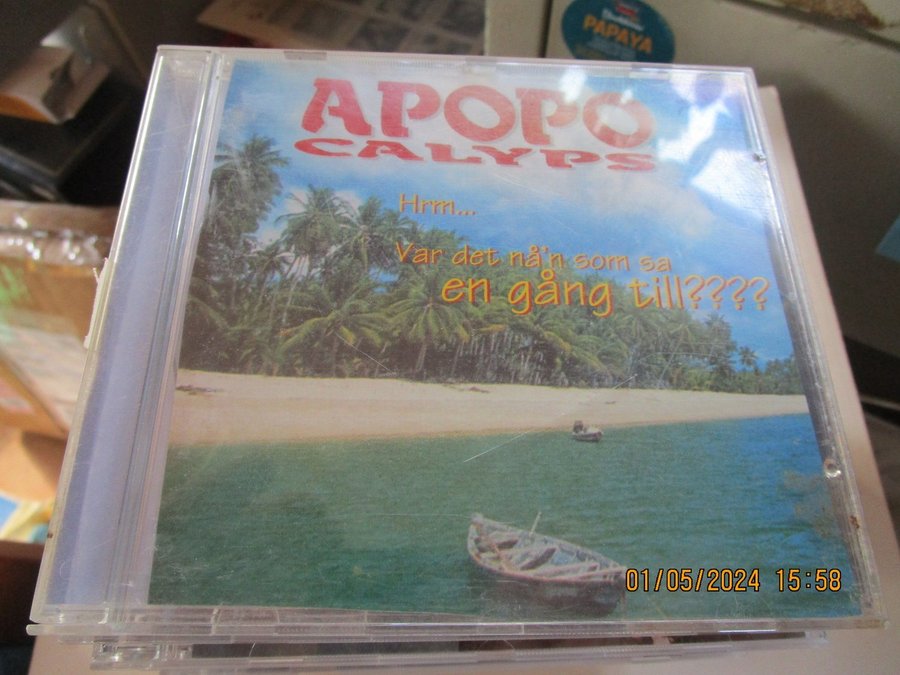 PAPAYA
APOPO
CALYPS
Hrm...
Var det nå'n som sa
en gång till????
01/05/2024 15:58